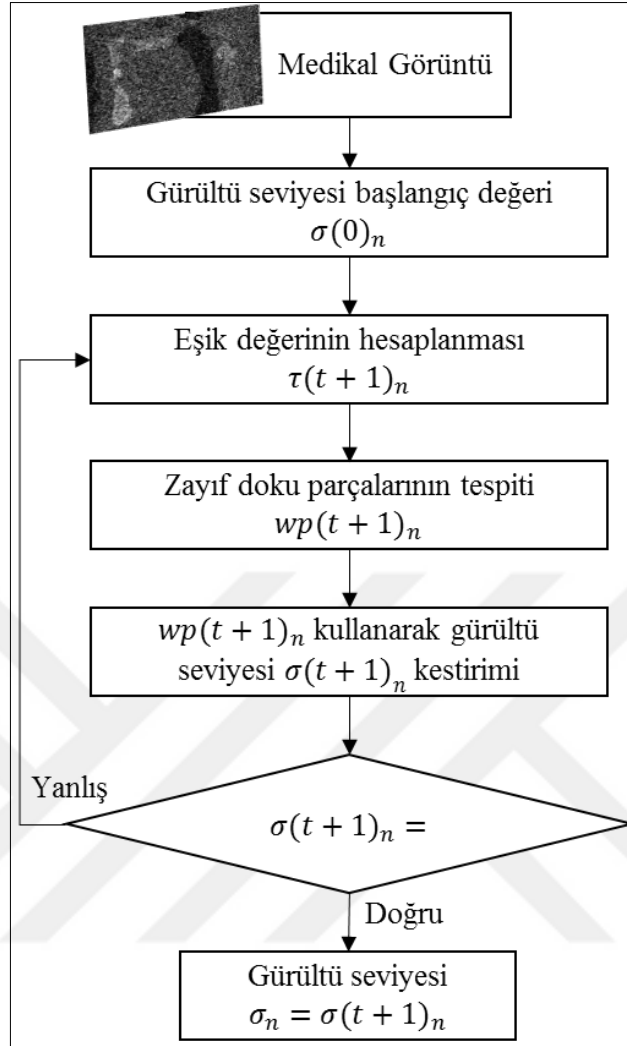 Medikal Görüntü
Gürültü seviyesi başlangıç değeri
σ(0)ₙ
Eşik değerinin hesaplanması
τ(t + 1)ₙ
Zayıf doku parçalarının tespiti
wp(t + 1)ₙ
wp(t + 1)ₙ kullanarak gürültü
seviyesi σ(t + 1)ₙ kestirimi
Yanlış
σ(t + 1)ₙ =
Doğru
Gürültü seviyesi
σₙ = σ(t + 1)ₙ